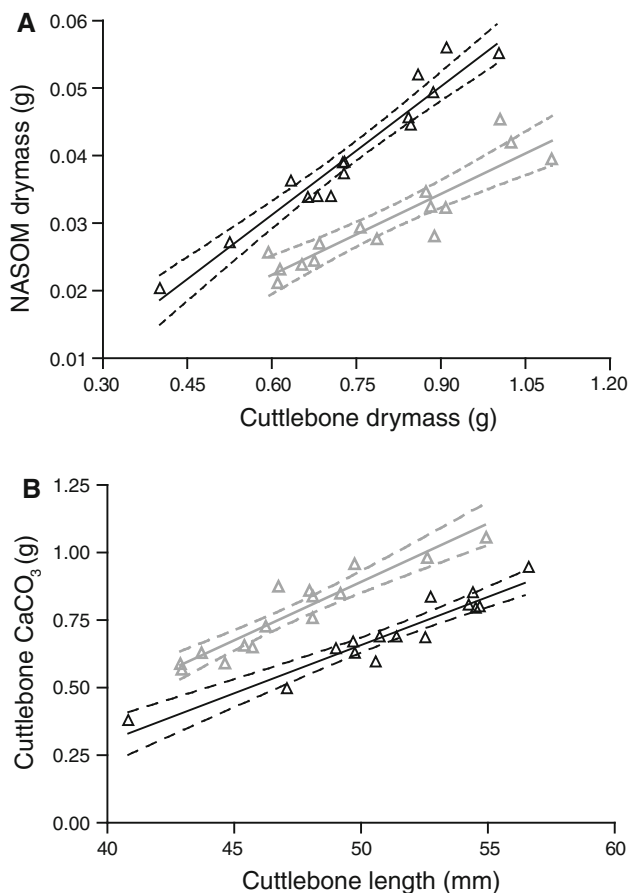 A
0.06
0.05
0.04
0.03
0.02
0.01
NASOM drymass (g)
0.30 0.45 0.60 0.75 0.90 1.05 1.20
Cuttlebone drymass (g)
B
1.25
1.00
0.75
0.50
0.25
0.00
Cuttlebone CaCO₃ (g)
40 45 50 55 60
Cuttlebone length (mm)